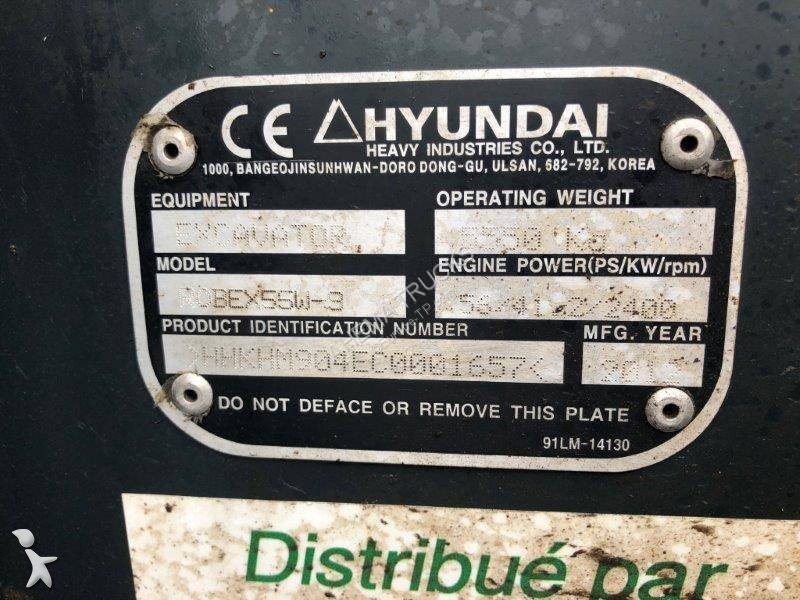 CE HYUNDAI
HEAVY INDUSTRIES CO., LTD.
1000, BANGEOJINSUNHWAN-DORO DONG-GU, ULSAN, 682-792, KOREA
EQUIPMENT OPERATING WEIGHT
EXCAVATOR 5550 Kg
MODEL ENGINE POWER(PS/KW/rpm)
ROBEX55W-9
PRODUCT IDENTIFICATION NUMBER MFG. YEAR
DO NOT DEFACE OR REMOVE THIS PLATE
91LM-14130
Distribué par